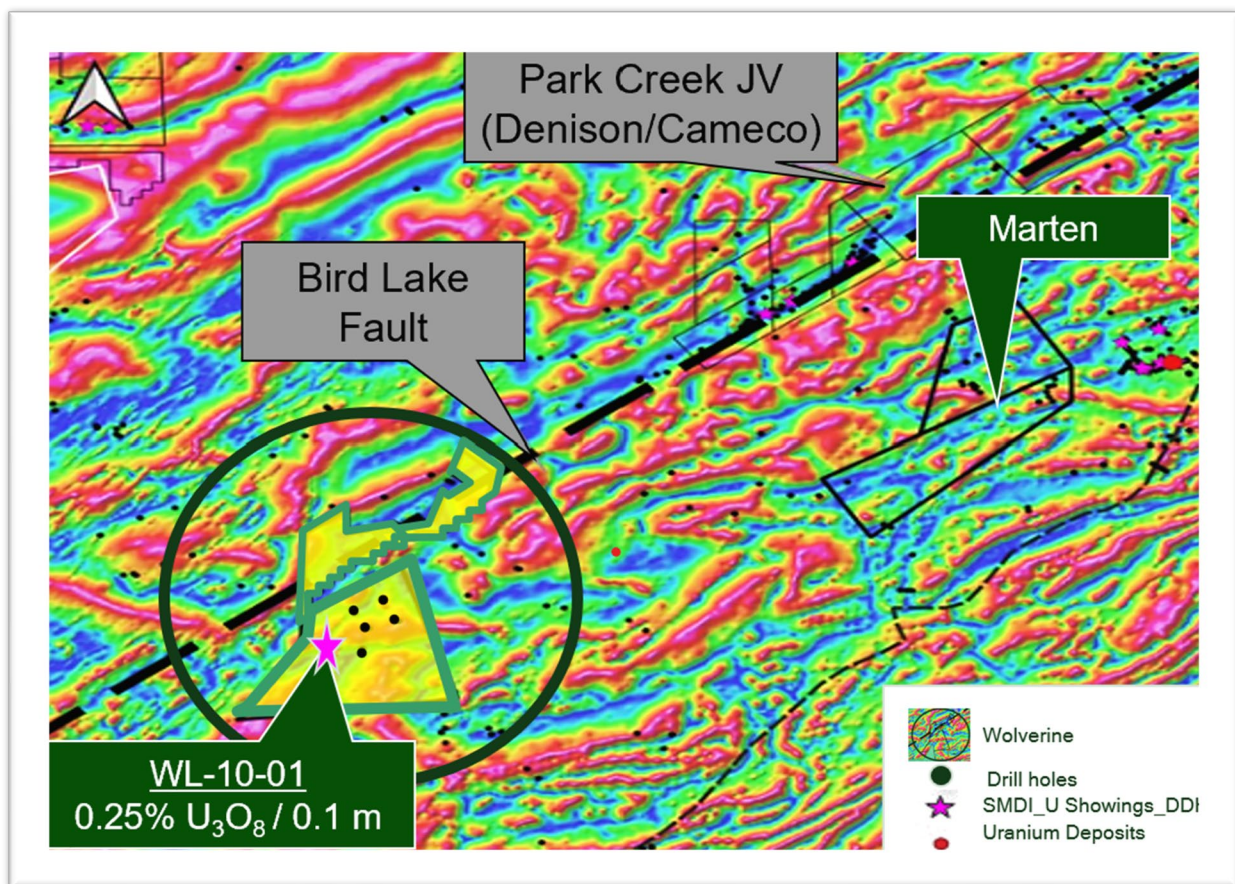 Park Creek JV
(Denison/Cameco)
Marten
Bird Lake
Fault
WL-10-01
0.25% U₃O₈ / 0.1 m
Wolverine
Drill holes
SMDI_U Showings_DDH
Uranium Deposits